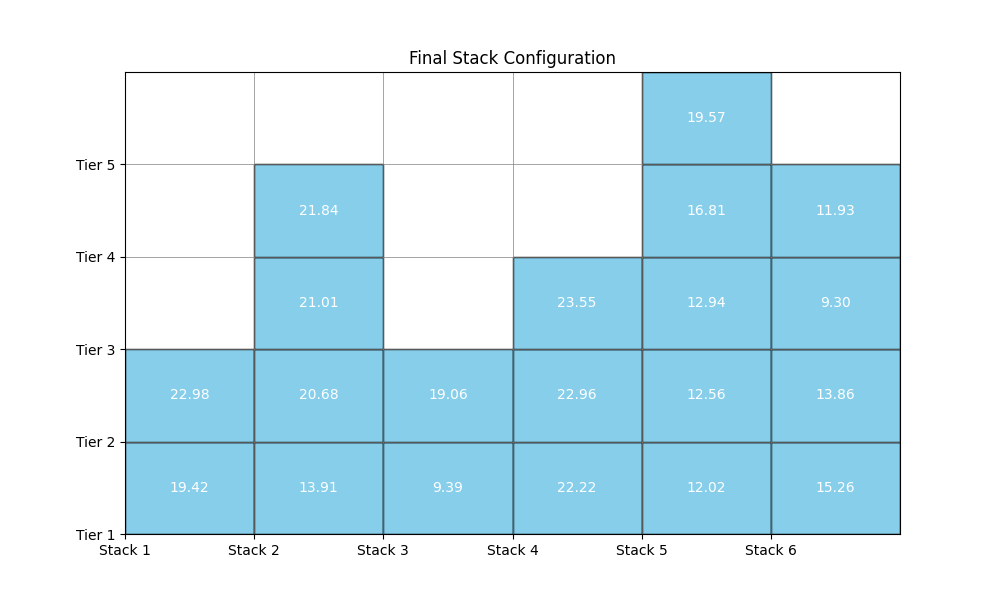 Final Stack Configuration
19.57
Tier 5
21.84 16.81 11.93
Tier 4
21.01 23.55 12.94 9.30
Tier 3
22.98 20.68 19.06 22.96 12.56 13.86
Tier 2
19.42 13.91 9.39 22.22 12.02 15.26
Tier 1
Stack 1 Stack 2 Stack 3 Stack 4 Stack 5 Stack 6